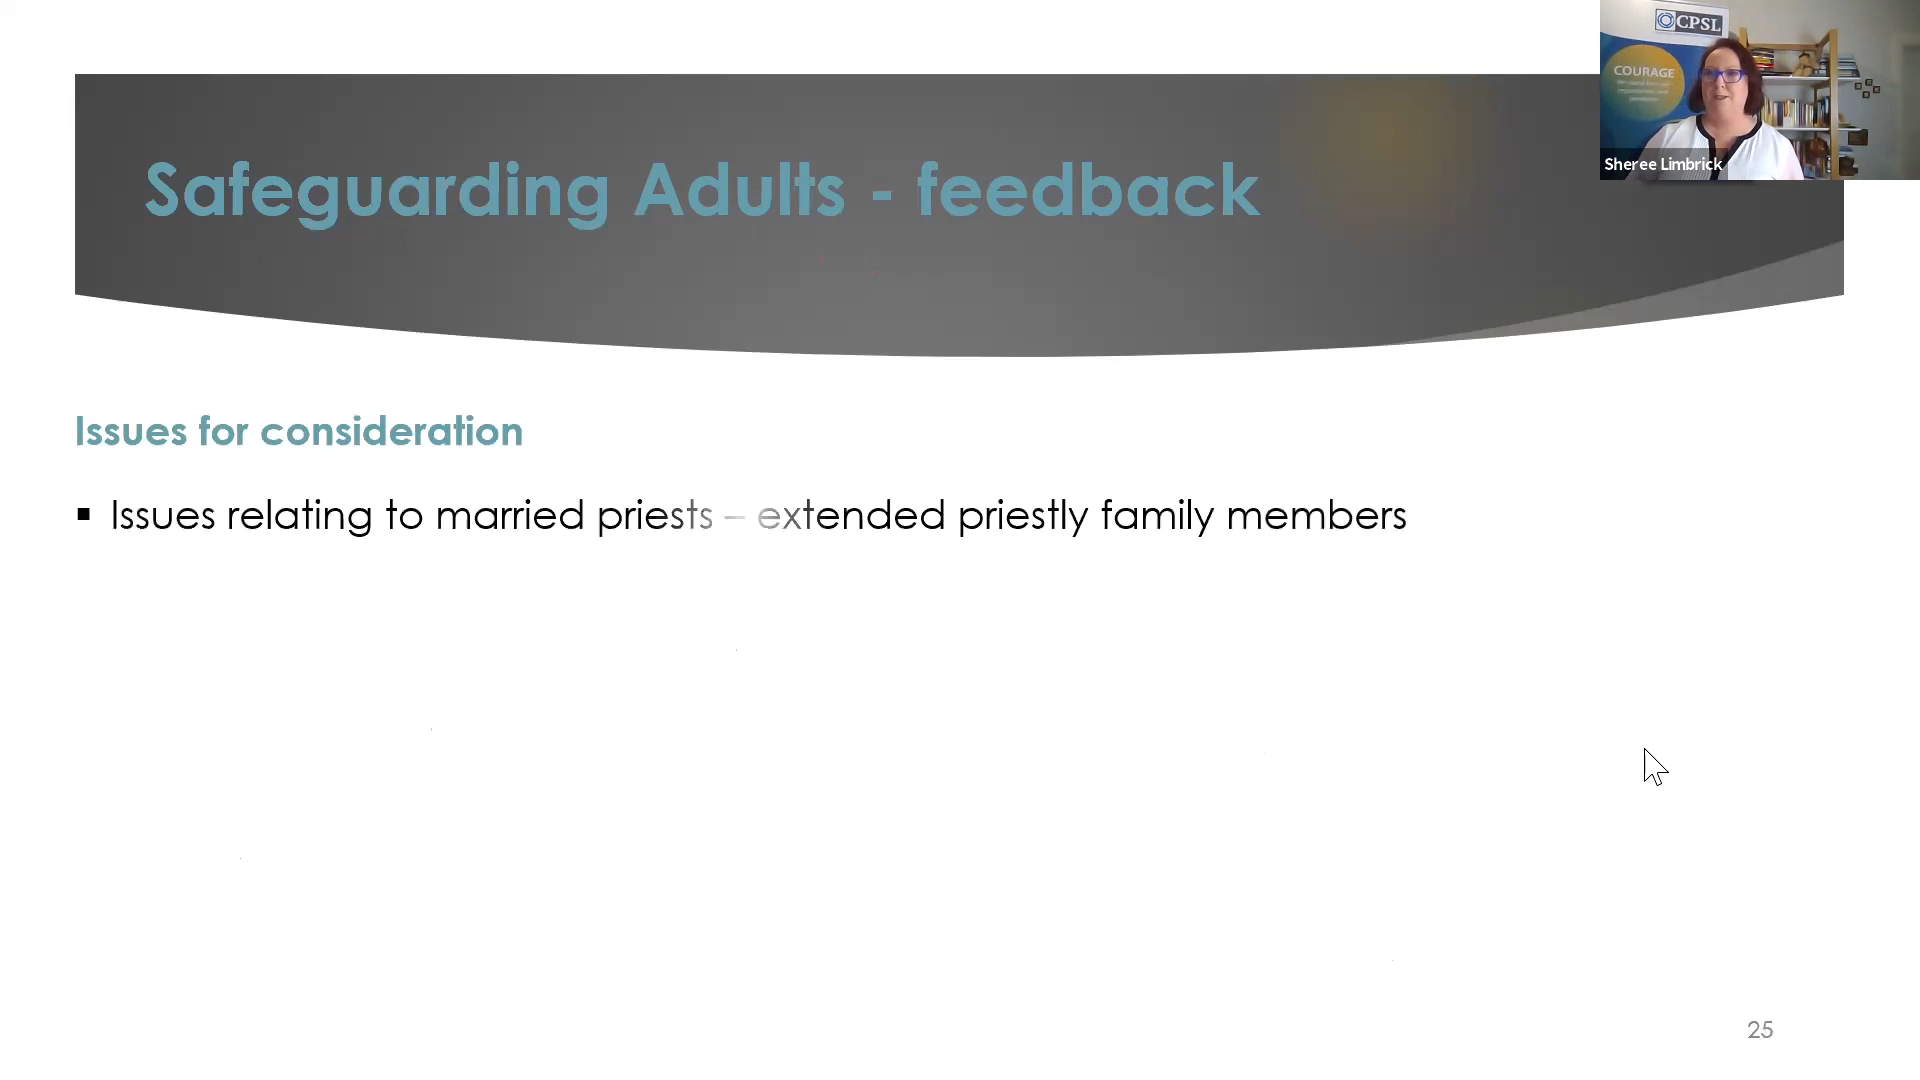 CPSL
COURAGE
Sheree Limbrick
Safeguarding Adults - feedback
Issues for consideration
▪ Issues relating to married priests – extended priestly family members
25